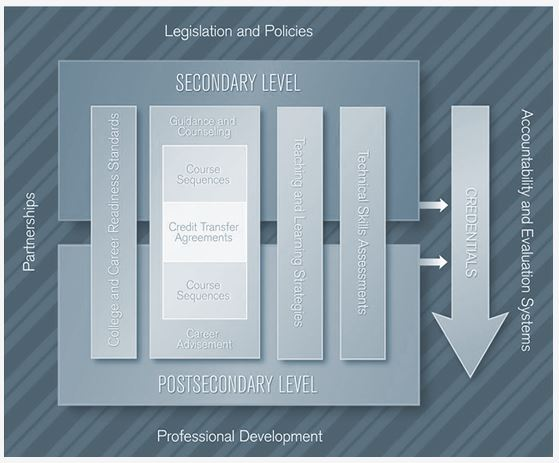 Legislation and Policies
SECONDARY LEVEL
Guidance and
Counseling
Course
Sequences
Credit Transfer
Agreements
Course
Sequences
Career
Advisement
College and Career Readiness Standards
Teaching and Learning Strategies
Technical Skills Assessments
CREDENTIALS
Partnerships
Accountability and Evaluation Systems
POSTSECONDARY LEVEL
Professional Development